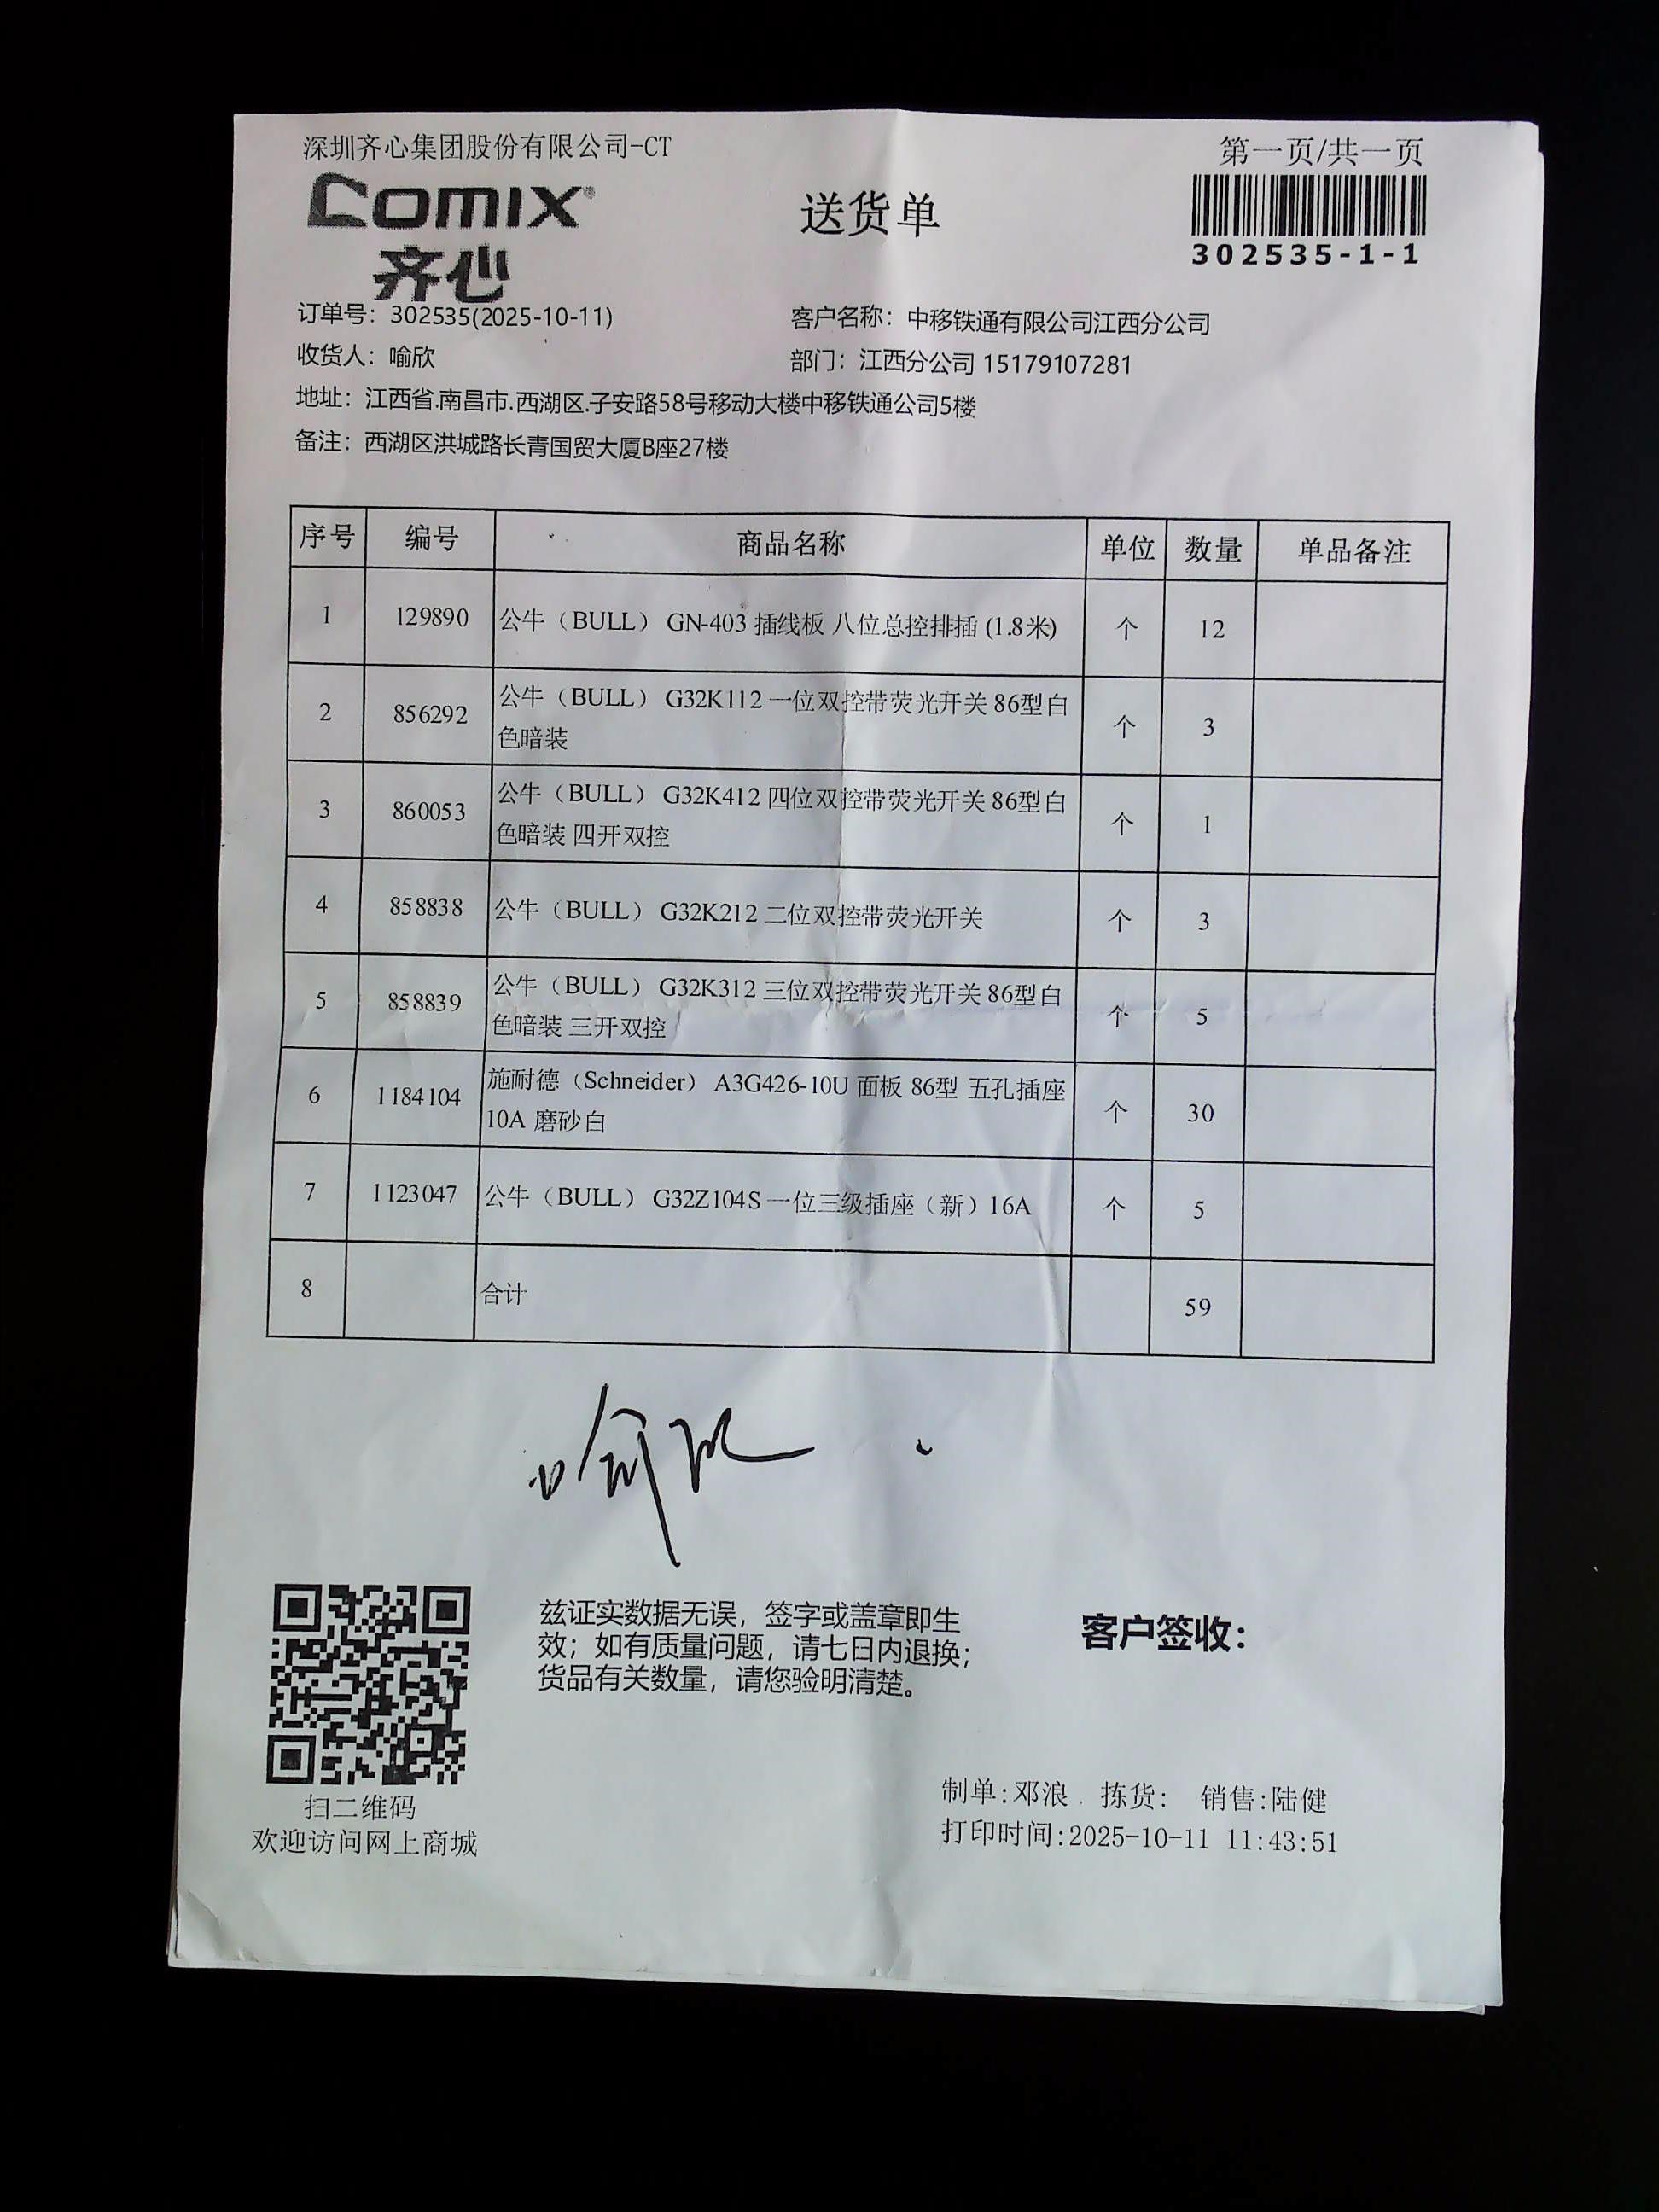 深圳齐心集团股份有限公司-CT
第一页/共一页
COMIX®
齐心
送货单
302535-1-1
订单号：302535(2025-10-11)
客户名称：中移铁通有限公司江西分公司
收货人：喻欣
部门：江西分公司 15179107281
地址：江西省.南昌市.西湖区.子安路58号移动大楼中移铁通公司5楼
备注：西湖区洪城路长青国贸大厦B座27楼
序号 编号 商品名称 单位 数量 单品备注
1 129890 公牛（BULL） GN-403 插线板 八位总控排插 (1.8米) 个 12
2 856292 公牛（BULL） G32K112 一位双控带荧光开关 86型白
色暗装 个 3
3 860053 公牛（BULL） G32K412 四位双控带荧光开关 86型白
色暗装 四开双控 个 1
4 858838 公牛（BULL） G32K212 二位双控带荧光开关 个 3
5 858839 公牛（BULL） G32K312 三位双控带荧光开关 86型白
色暗装 三开双控 个 5
6 1184104 施耐德（Schneider） A3G426-10U 面板 86型 五孔插座
10A 磨砂白 个 30
7 1123047 公牛（BULL） G32Z104S 一位三级插座（新）16A 个 5
8 合计 59
喻欣
兹证实数据无误，签字或盖章即生
效；如有质量问题，请七日内退换；
货品有关数量，请您验明清楚。
客户签收：
扫二维码
欢迎访问网上商城
制单:邓浪 拣货: 销售:陆健
打印时间:2025-10-11 11:43:51